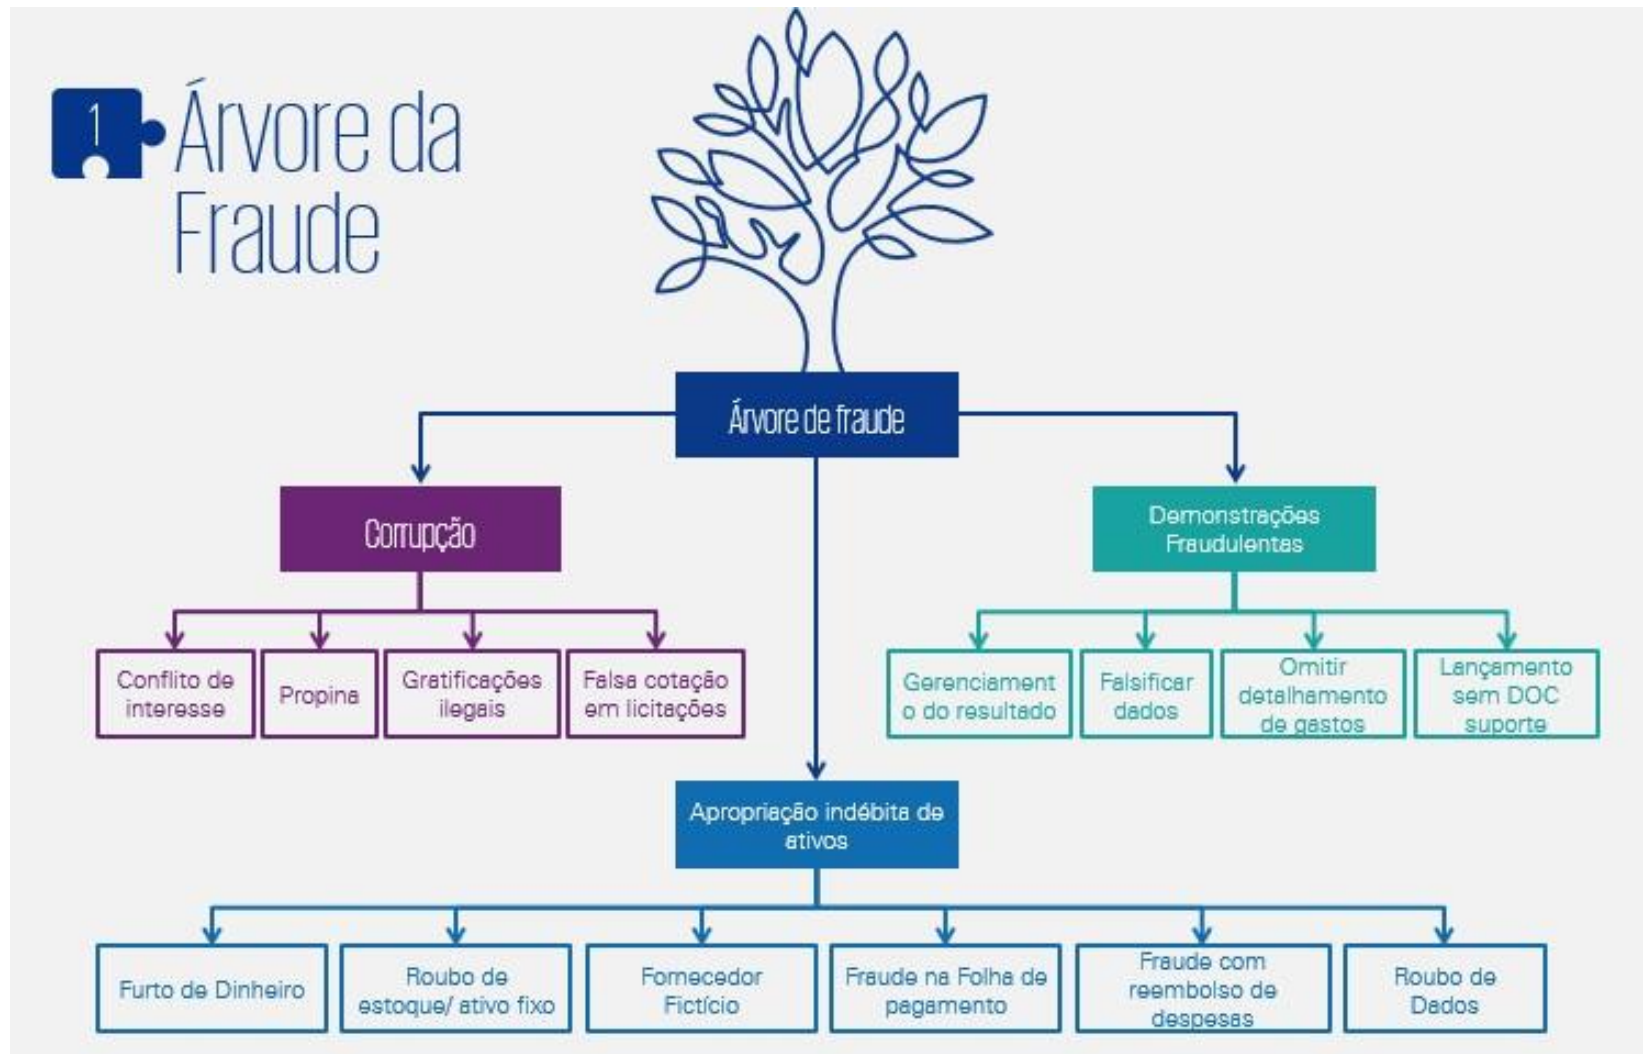 1
Árvore da
Fraude
Árvore de fraude
Corrupção
Demonstrações
Fraudulentas
Conflito de
interesse
Propina
Gratificações
ilegais
Falsa cotação
em licitações
Gerenciament
o do resultado
Falsificar
dados
Omitir
detalhamento
de gastos
Lançamento
sem DOC
suporte
Apropriação indébita de
ativos
Furto de Dinheiro
Roubo de
estoque/ ativo fixo
Fornecedor
Fictício
Fraude na Folha de
pagamento
Fraude com
reembolso de
despesas
Roubo de
Dados